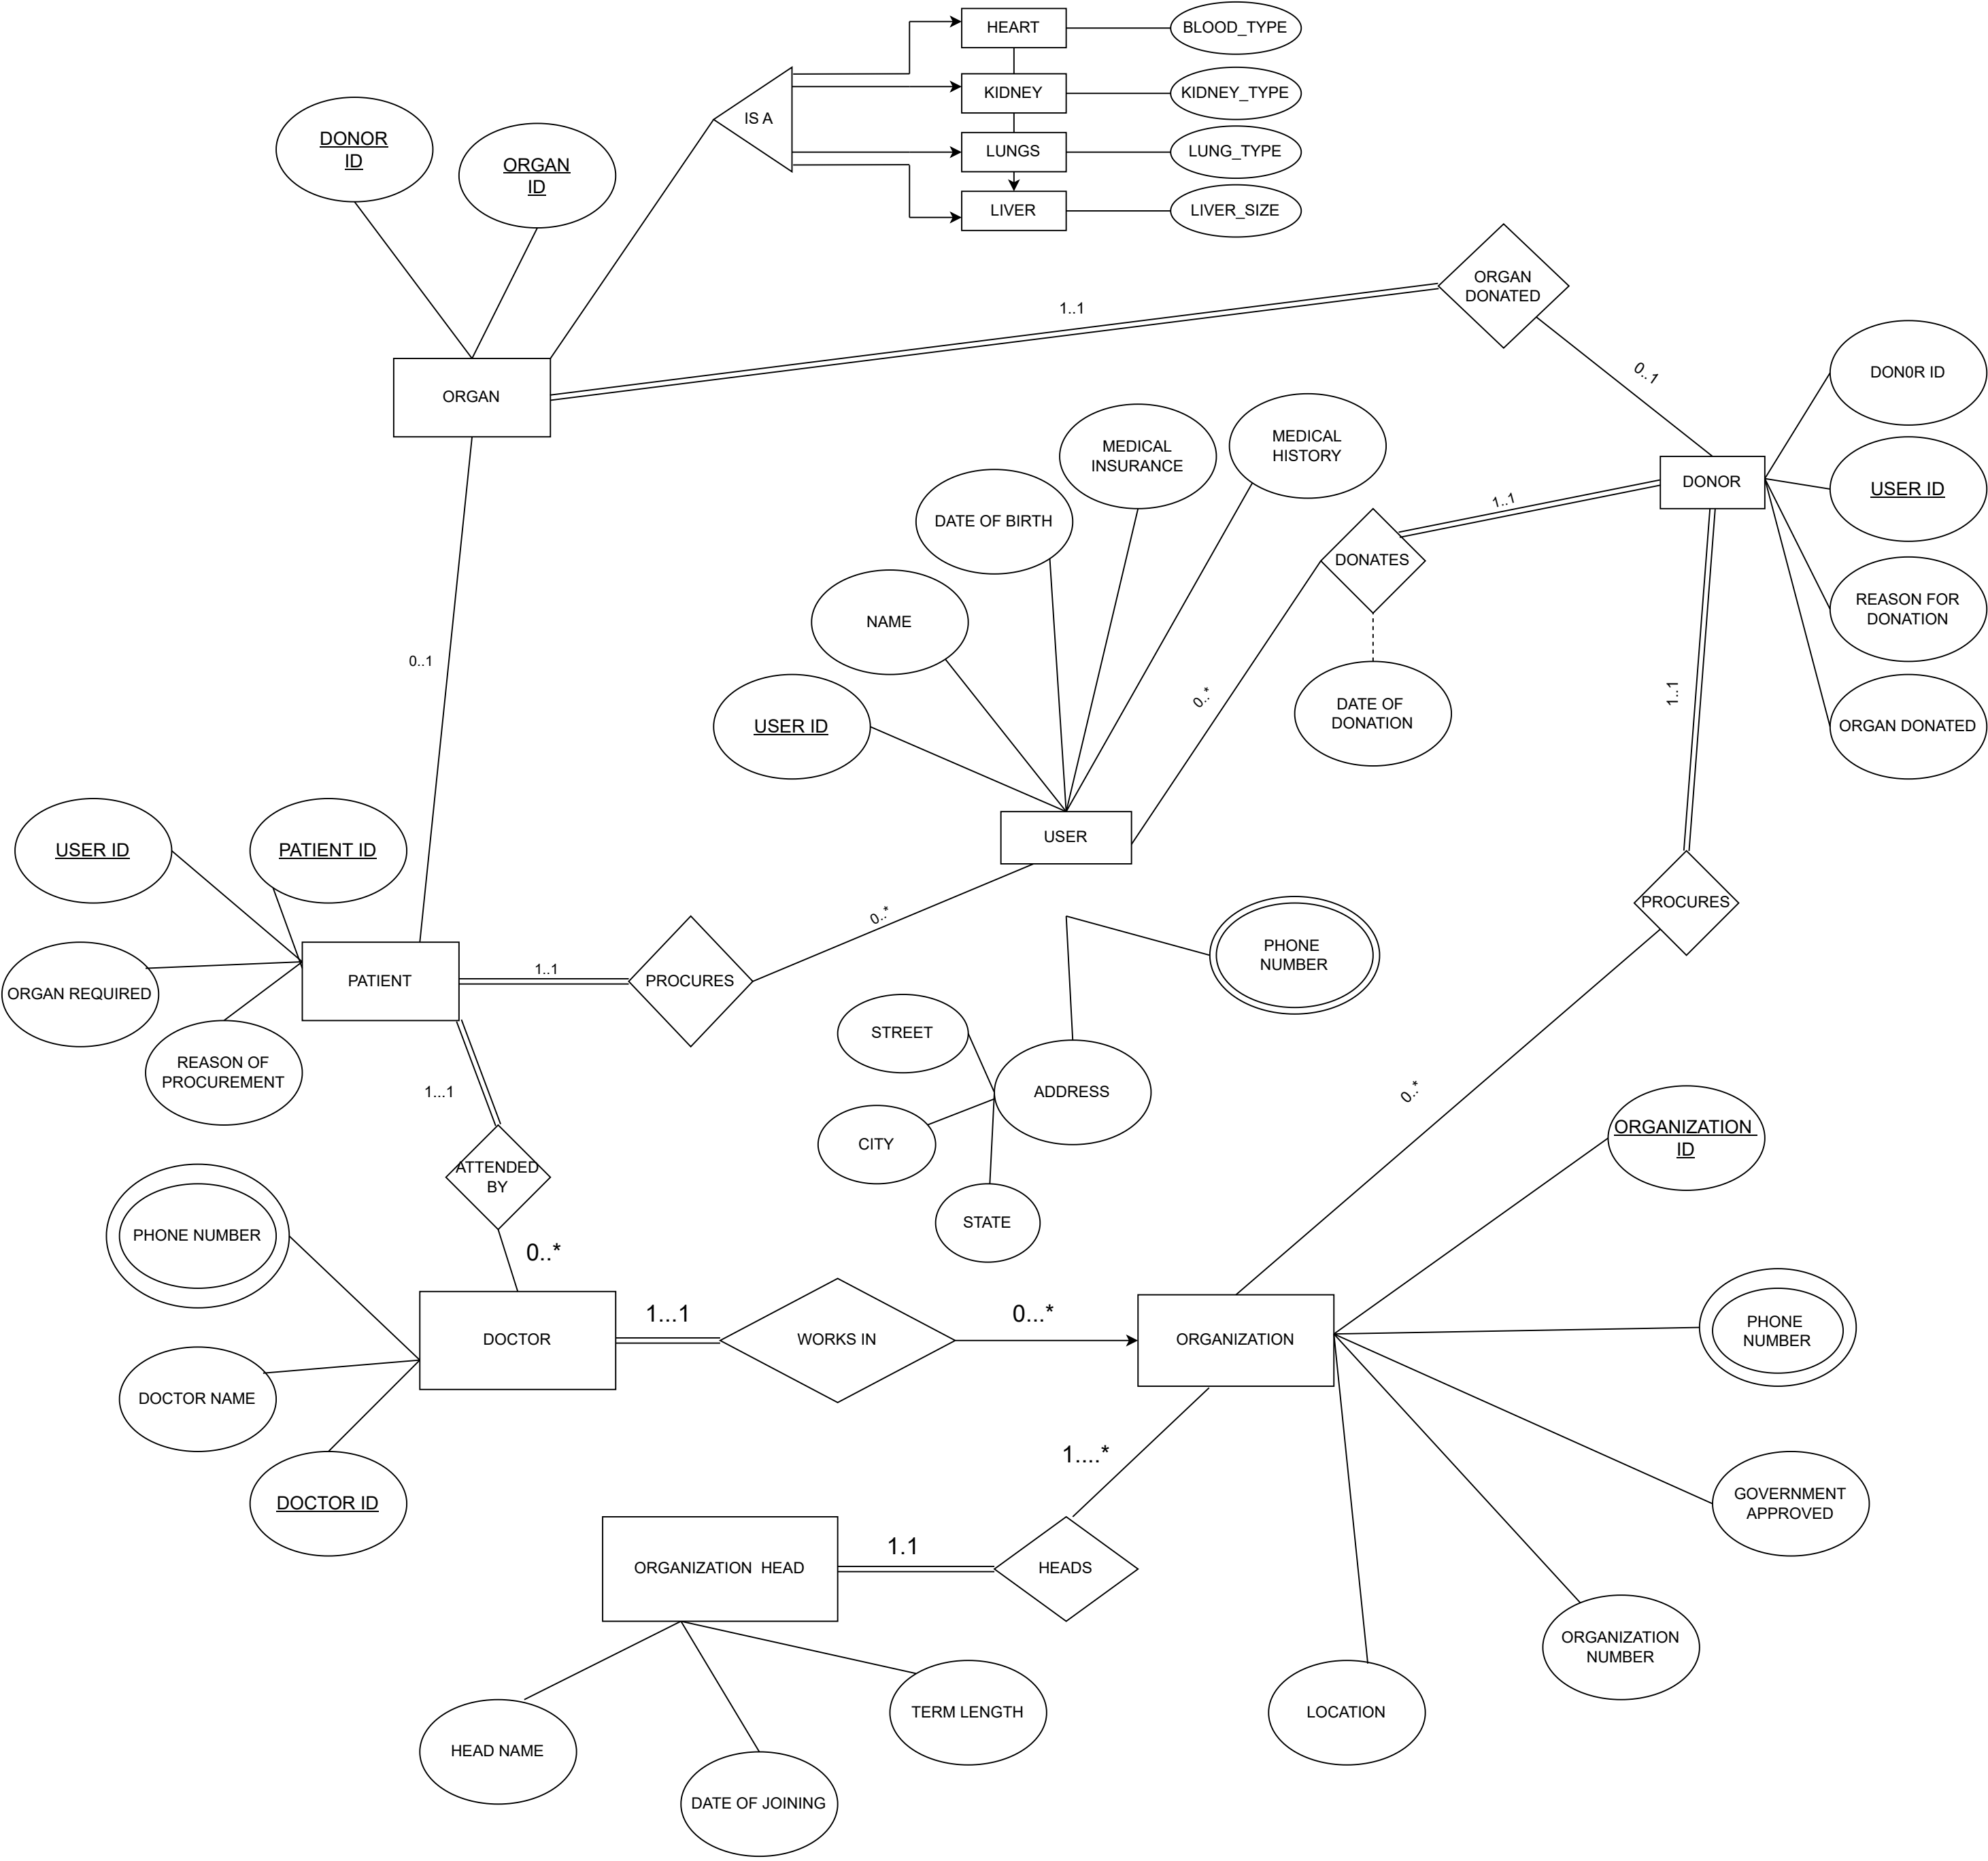 HEART
BLOOD_TYPE
KIDNEY
KIDNEY_TYPE
IS A
LUNGS
LUNG_TYPE
LIVER
LIVER_SIZE
DONOR
ID
ORGAN
ID
ORGAN
DONATED
1..1
0..1
DON0R ID
ORGAN
MEDICAL
INSURANCE
MEDICAL
HISTORY
DONOR
USER ID
1..1
DATE OF BIRTH
DONATES
REASON FOR
DONATION
NAME
0..1
0..*
1..1
DATE OF
DONATION
ORGAN DONATED
USER ID
USER
USER ID
PATIENT ID
0..*
PROCURES
PHONE
NUMBER
1..1
PATIENT
PROCURES
ORGAN REQUIRED
STREET
REASON OF
PROCUREMENT
1...1
ADDRESS
0..*
ORGANIZATION
ID
CITY
ATTENDED
BY
STATE
PHONE NUMBER
0..*
1...1
0...*
DOCTOR
WORKS IN
ORGANIZATION
PHONE
NUMBER
DOCTOR NAME
1....*
DOCTOR ID
GOVERNMENT
APPROVED
1.1
ORGANIZATION  HEAD
HEADS
ORGANIZATION
NUMBER
TERM LENGTH
LOCATION
HEAD NAME
DATE OF JOINING